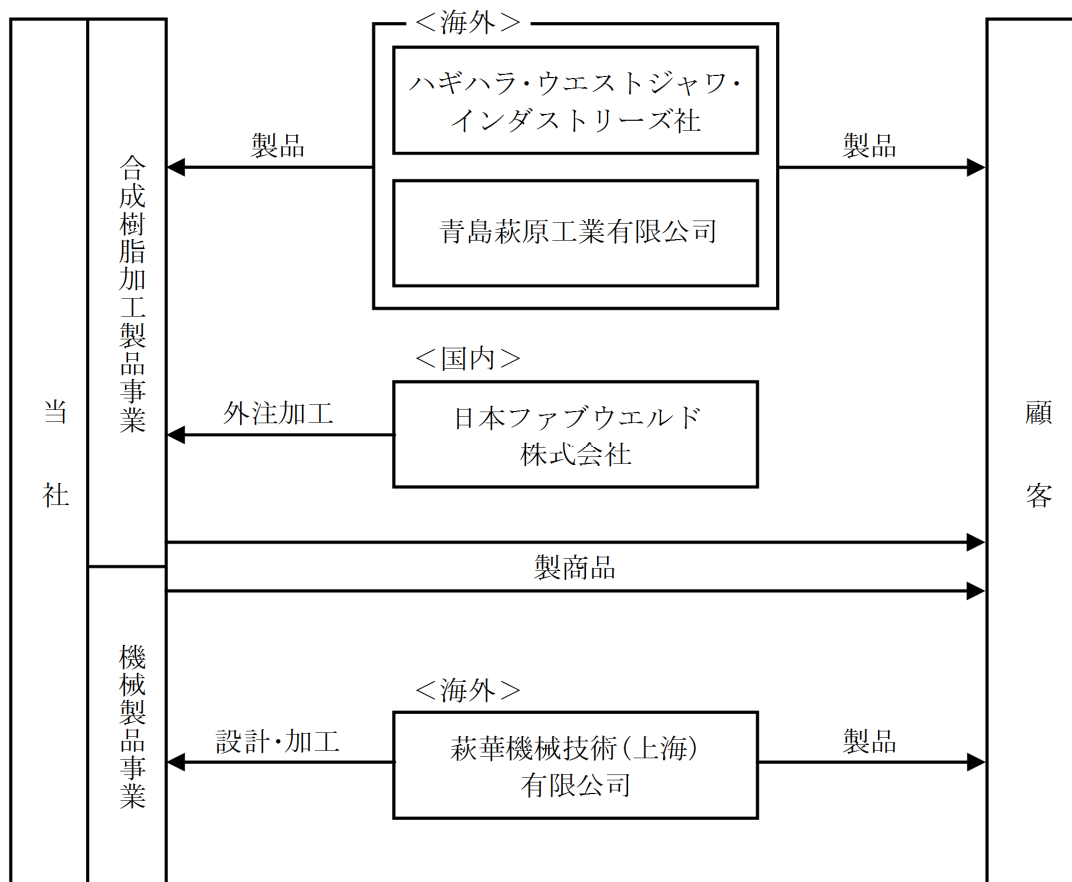 当社
合成樹脂加工製品事業
機械製品事業
＜海外＞
ハギハラ・ウエストジャワ・
インダストリーズ社
製品
製品
青島萩原工業有限公司
＜国内＞
外注加工
日本ファブウエルド
株式会社
製商品
＜海外＞
設計・加工
萩華機械技術(上海)
有限公司
製品
顧客